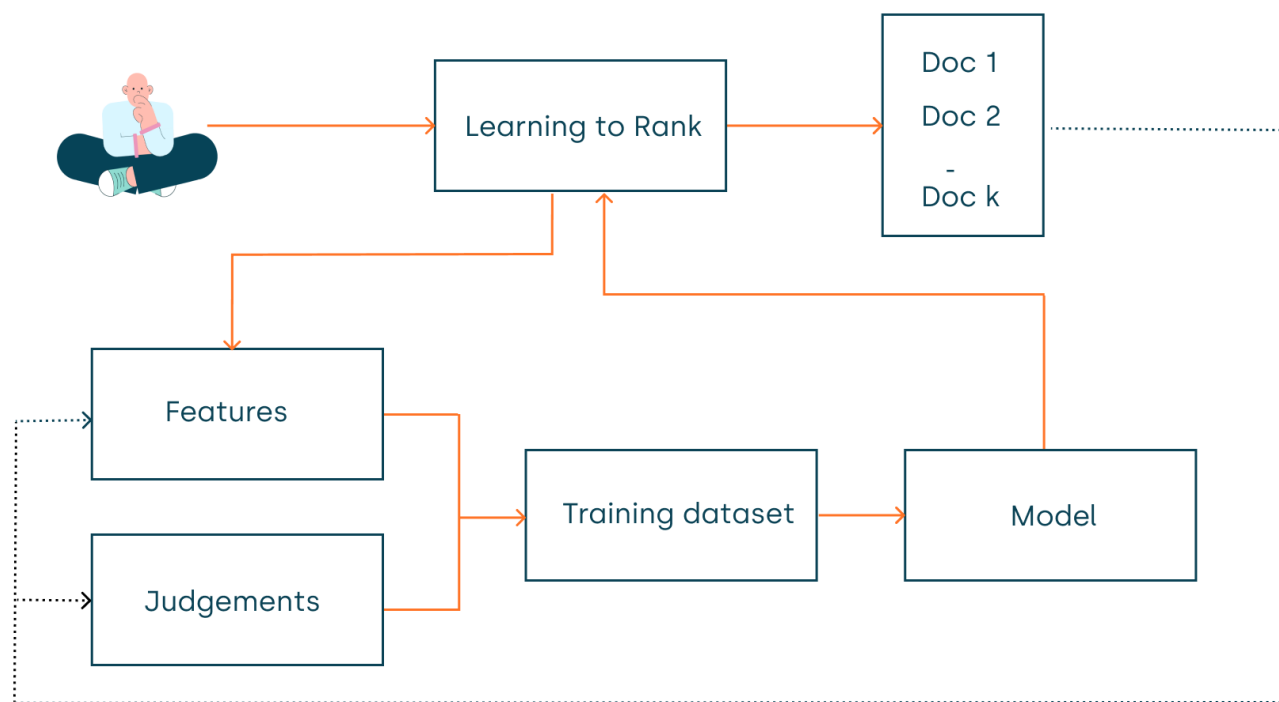 Learning to Rank
Doc 1
Doc 2
-
Doc k
Features
Judgements
Training dataset
Model